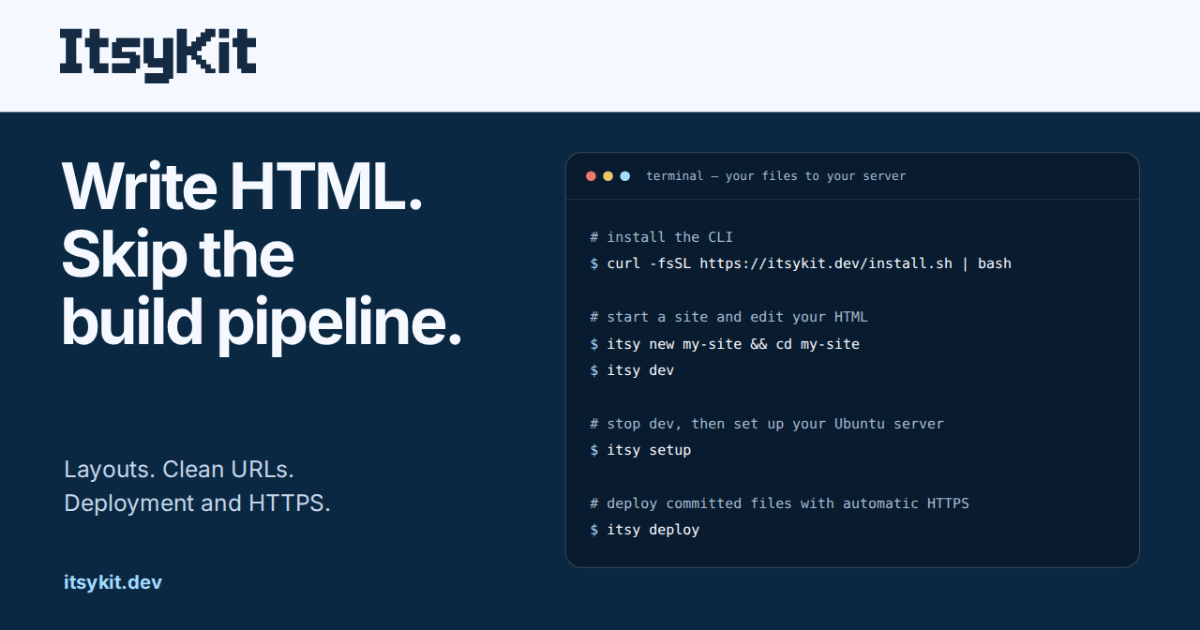 ItsyKit
Write HTML.
Skip the
build pipeline.
Layouts. Clean URLs.
Deployment and HTTPS.
itsykit.dev
terminal — your files to your server
# install the CLI
$ curl -fsSL https://itsykit.dev/install.sh | bash
# start a site and edit your HTML
$ itsy new my-site && cd my-site
$ itsy dev
# stop dev, then set up your Ubuntu server
$ itsy setup
# deploy committed files with automatic HTTPS
$ itsy deploy